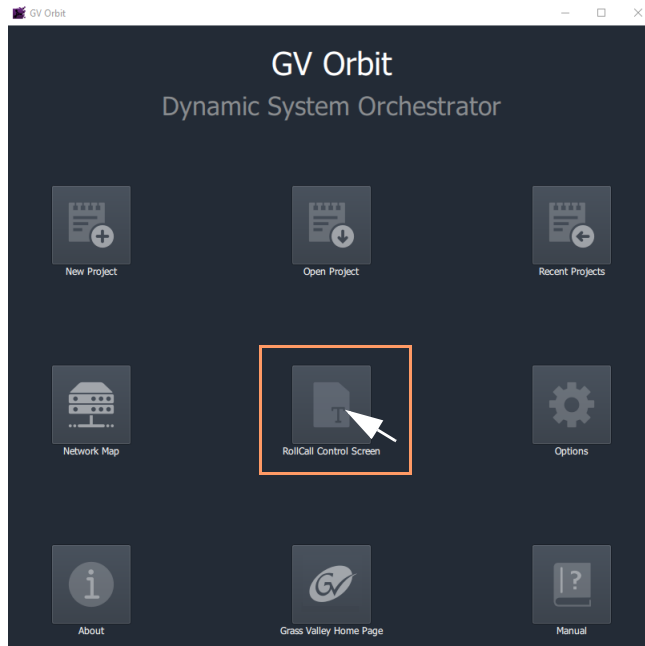 GV Orbit
GV Orbit
Dynamic System Orchestrator
New Project
Open Project
Recent Projects
T
Network Map
RollCall Control Screen
Options
i
GV
?
About
Grass Valley Home Page
Manual